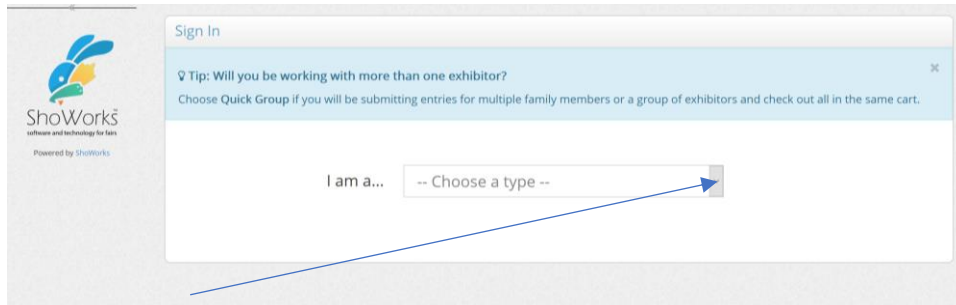 Sign In
Tip: Will you be working with more than one exhibitor?
Choose Quick Group if you will be submitting entries for multiple family members or a group of exhibitors and check out all in the same cart.
ShoWorks™
software and technology for fairs
Powered by ShoWorks
I am a...
-- Choose a type --